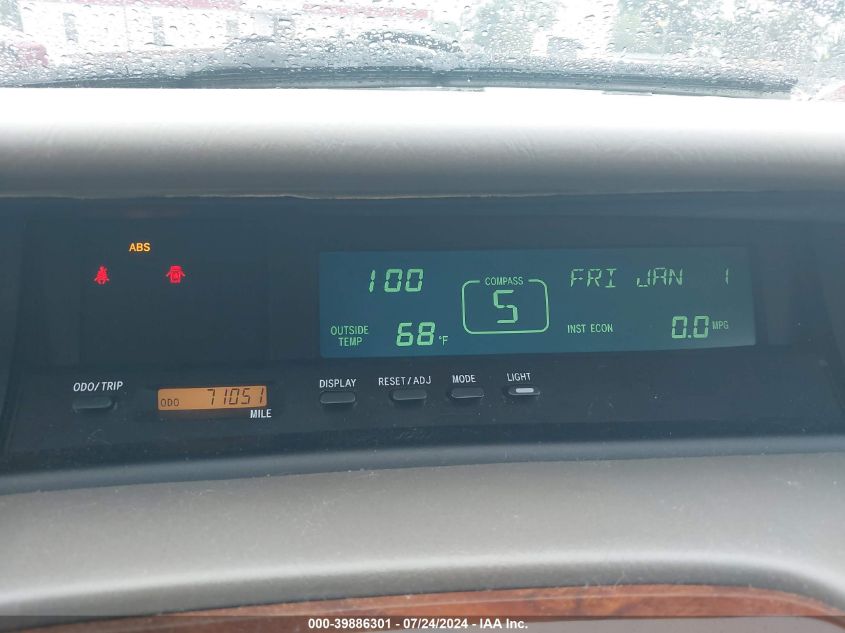 ABS
100
COMPASS
S
FRI JAN 1
OUTSIDE TEMP 68°F
INST ECON 0.0 MPG
ODO/TRIP
ODO 71051
MILE
DISPLAY
RESET/ADJ
MODE
LIGHT
000-39886301 - 07/24/2024 - IAA Inc.